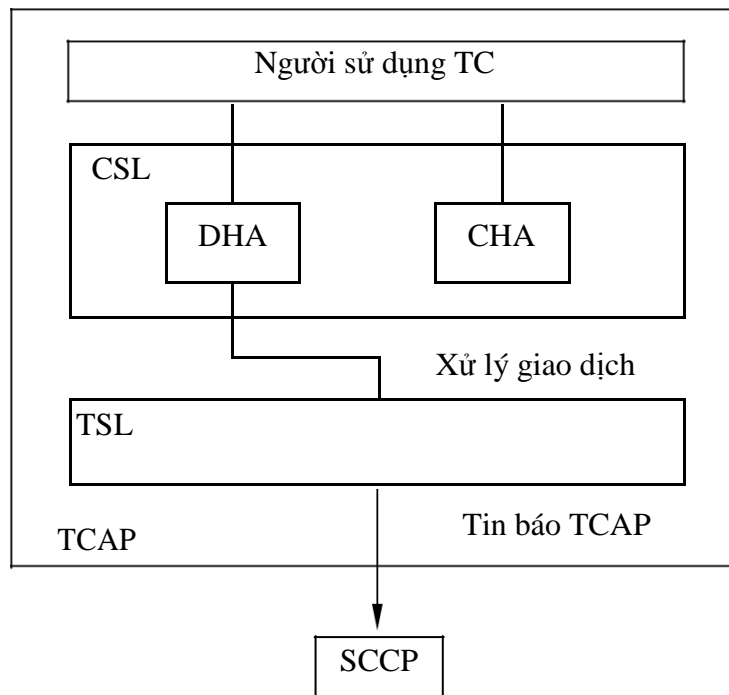 Người sử dụng TC
CSL
DHA
CHA
Xử lý giao dịch
TSL
Tin báo TCAP
TCAP
SCCP